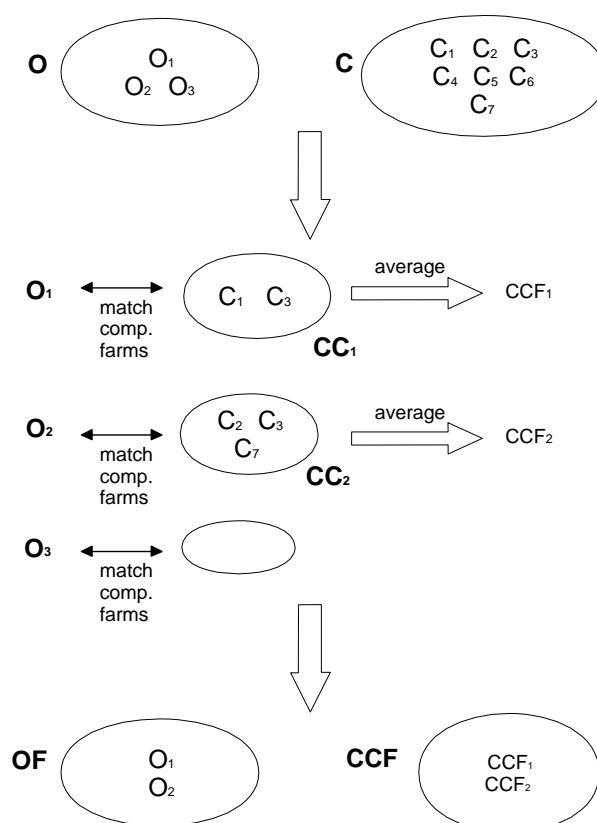 O
O₁
O₂ O₃
C
C₁ C₂ C₃
C₄ C₅ C₆
C₇
O₁
match
comp.
farms
C₁ C₃
CC₁
average
CCF₁
O₂
match
comp.
farms
C₂ C₃
C₇
CC₂
average
CCF₂
O₃
match
comp.
farms
OF
O₁
O₂
CCF
CCF₁
CCF₂